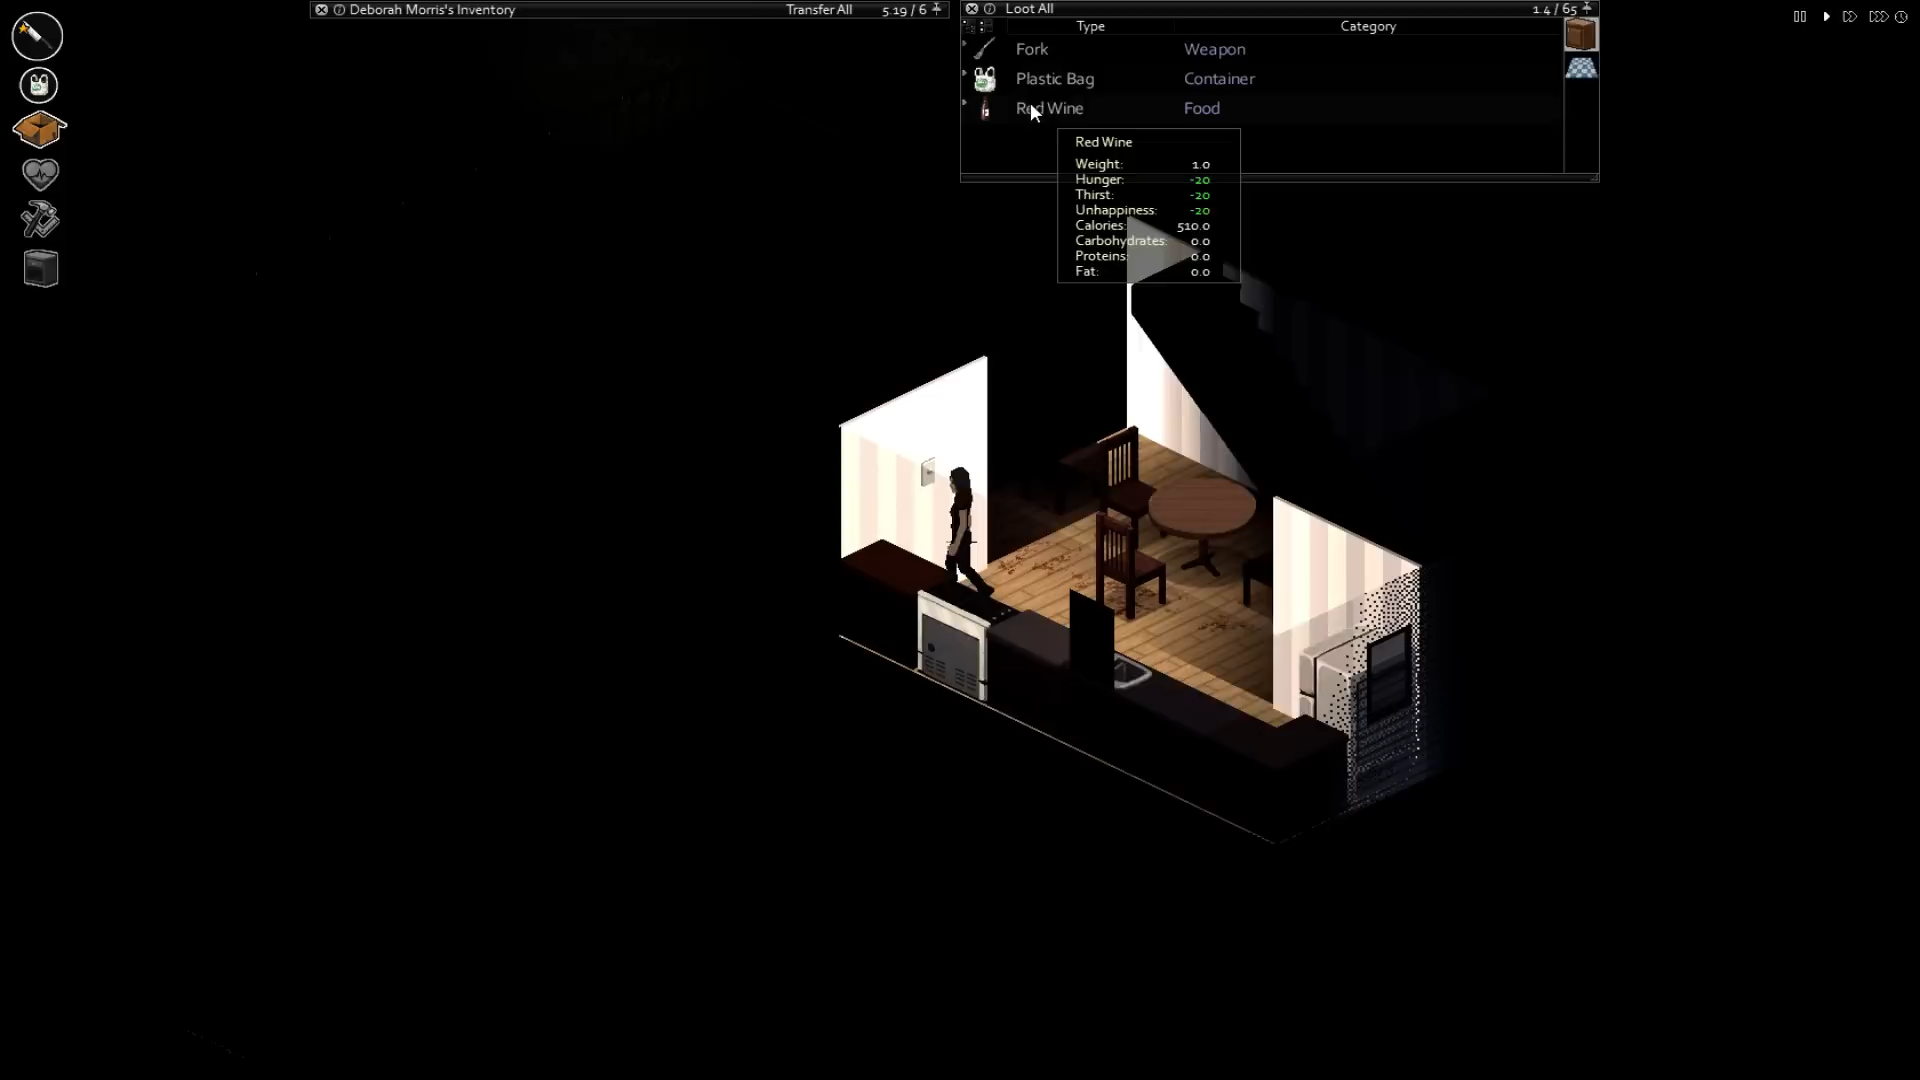 Deborah Morris's Inventory Transfer All 5.19 / 6
Loot All 1.4 / 65
Type Category
Fork Weapon
Plastic Bag Container
Red Wine Food
Red Wine
Weight: 1.0
Hunger: -20
Thirst: -20
Unhappiness: -20
Calories: 510.0
Carbohydrates: 0.0
Proteins: 0.0
Fat: 0.0